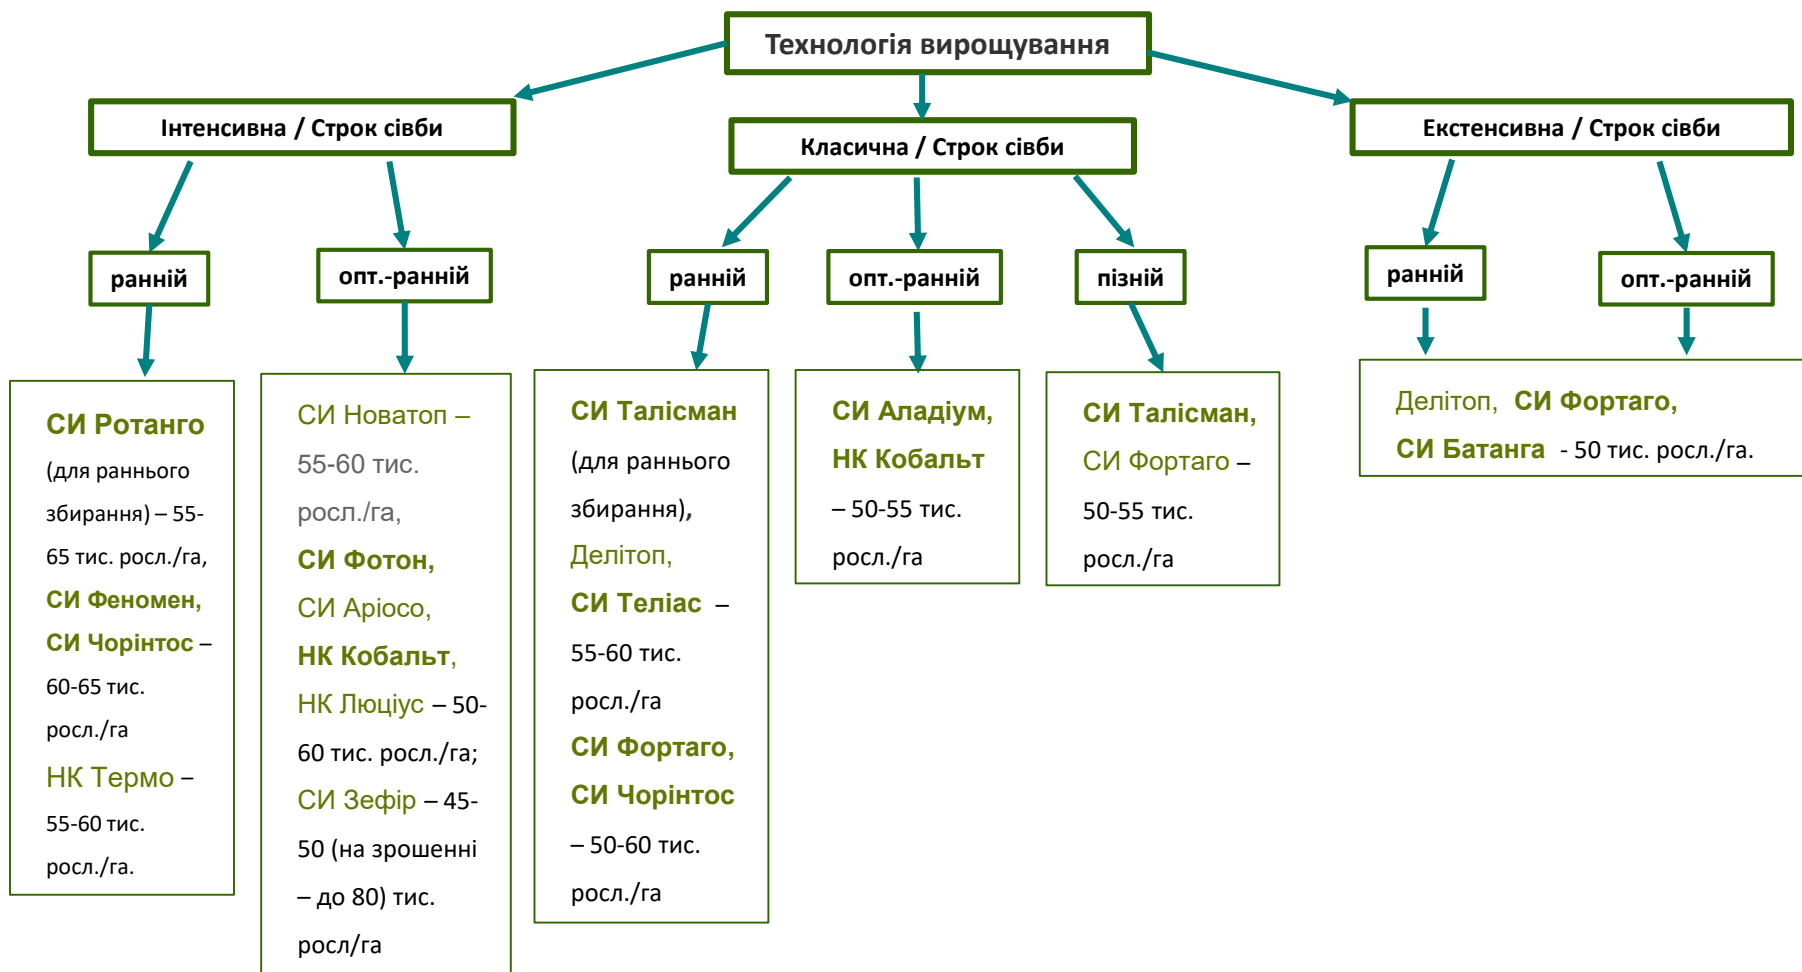 Технологія вирощування
Інтенсивна / Строк сівби
Класична / Строк сівби
Екстенсивна / Строк сівби
ранній
опт.-ранній
ранній
опт.-ранній
пізній
ранній
опт.-ранній
СИ Ротанго
(для раннього
збирання) – 55-
65 тис. росл./га,
СИ Феномен,
СИ Чорінтос –
60-65 тис.
росл./га
НК Термо –
55-60 тис.
росл./га.
СИ Новатоп –
55-60 тис.
росл./га,
СИ Фотон,
СИ Аріосо,
НК Кобальт,
НК Люціус – 50-
60 тис. росл./га;
СИ Зефір – 45-
50 (на зрошенні
– до 80) тис.
росл/га
СИ Талісман
(для раннього
збирання),
Делітоп,
СИ Теліас –
55-60 тис.
росл./га
СИ Фортаго,
СИ Чорінтос
– 50-60 тис.
росл./га
СИ Аладіум,
НК Кобальт
– 50-55 тис.
росл./га
СИ Талісман,
СИ Фортаго –
50-55 тис.
росл./га
Делітоп, СИ Фортаго,
СИ Батанга - 50 тис. росл./га.